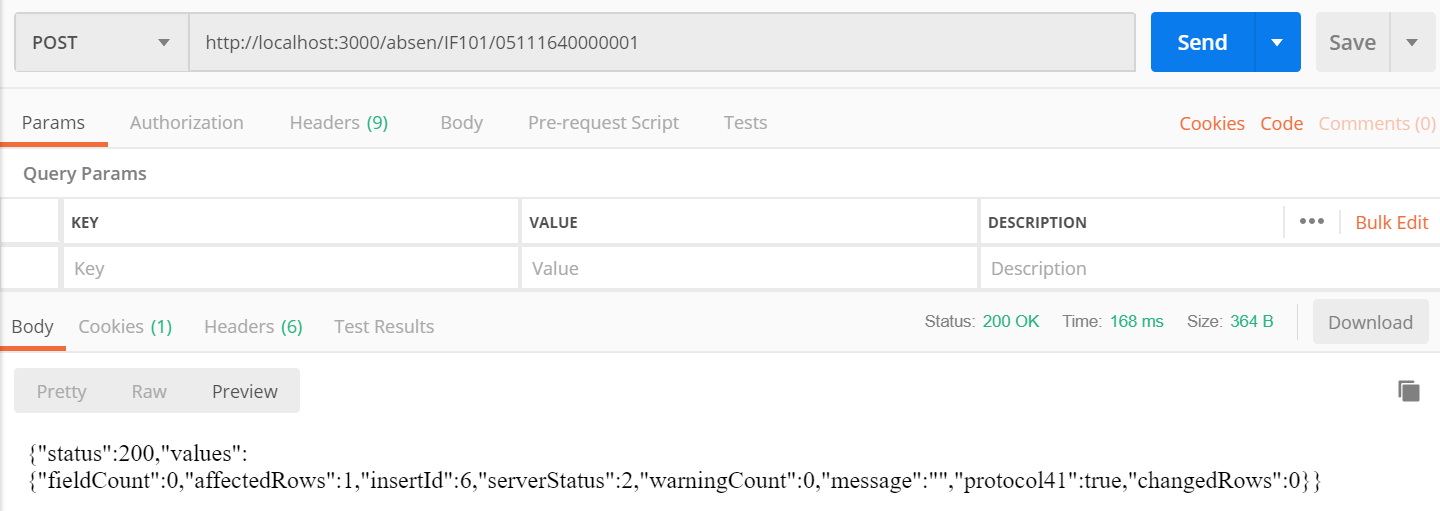 POST http://localhost:3000/absen/IF101/05111640000001 Send Save
Params Authorization Headers (9) Body Pre-request Script Tests Cookies Code Comments (0)
Query Params
KEY VALUE DESCRIPTION ••• Bulk Edit
Key Value Description
Body Cookies (1) Headers (6) Test Results Status: 200 OK Time: 168 ms Size: 364 B Download
Pretty Raw Preview
{"status":200,"values":
{"fieldCount":0,"affectedRows":1,"insertId":6,"serverStatus":2,"warningCount":0,"message":"","protocol41":true,"changedRows":0}}